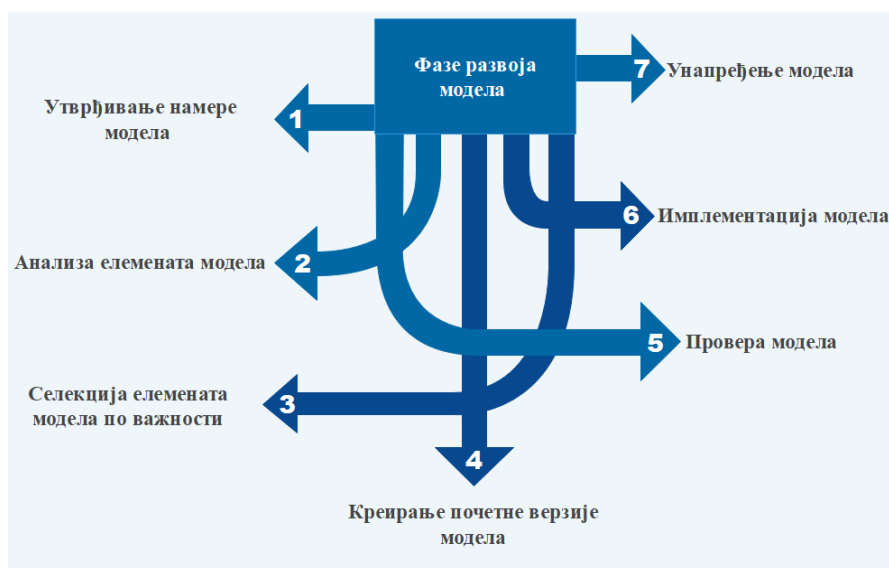 Фазе развоја
модела
1
Утврђивање намере
модела
2
Анализа елемената модела
3
Селекција елемената
модела по важности
4
Креирање почетне верзије
модела
5
Провера модела
6
Имплементација модела
7
Унапређење модела